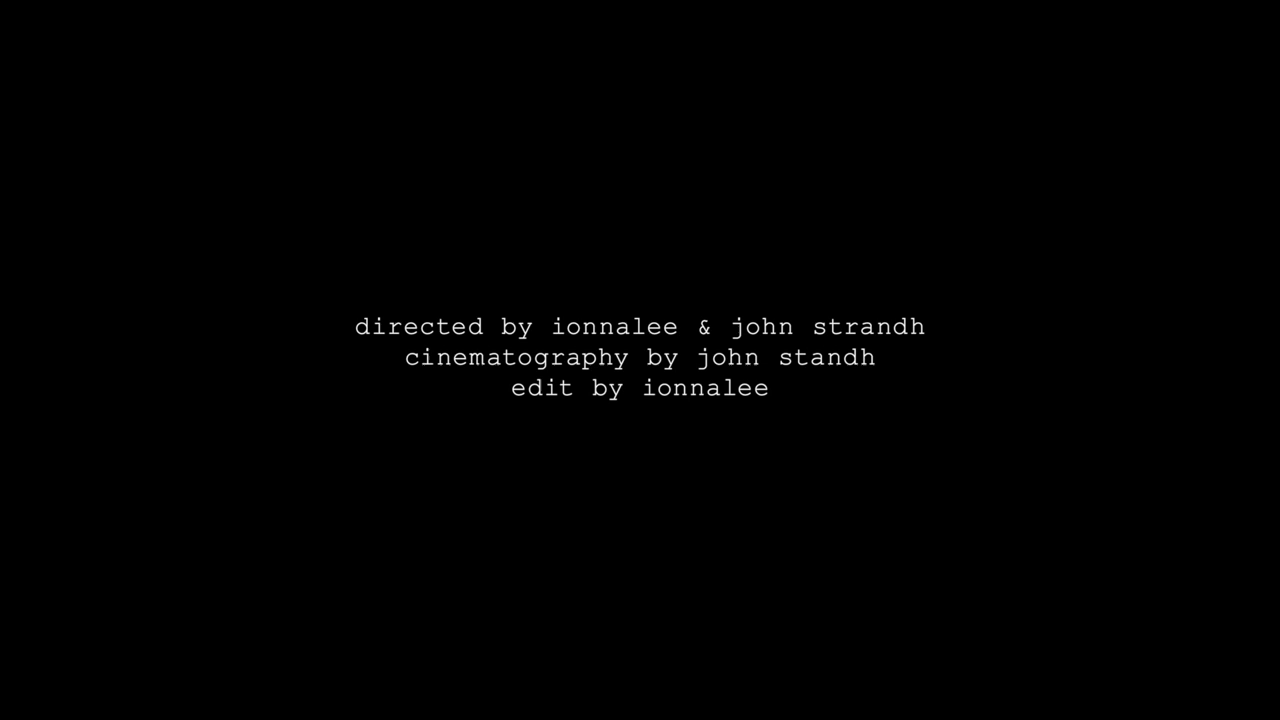 directed by ionnalee & john strandh
cinematography by john standh
edit by ionnalee